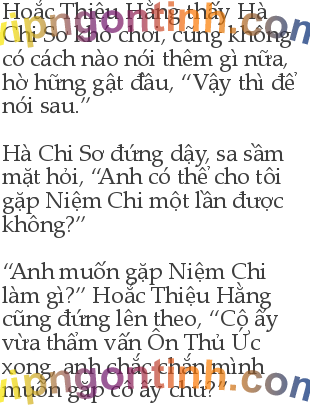 Hoắc Thiệu Hằng thấy Hà
Chi Sơ khó chơi, cũng không
có cách nào nói thêm gì nữa,
hờ hững gật đầu, “Vậy thì để
nói sau.”

Hà Chi Sơ đứng dậy, sa sầm
mặt hỏi, “Anh có thể cho tôi
gặp Niệm Chi một lần được
không?”

“Anh muốn gặp Niệm Chi
làm gì?” Hoắc Thiệu Hằng
cũng đứng lên theo, “Cô ấy
vừa thẩm vấn Ôn Thủ Ức
xong, anh chắc chắn mình
muốn gặp cô ấy chứ?”
vipngontinh.com
vipngontinh.com